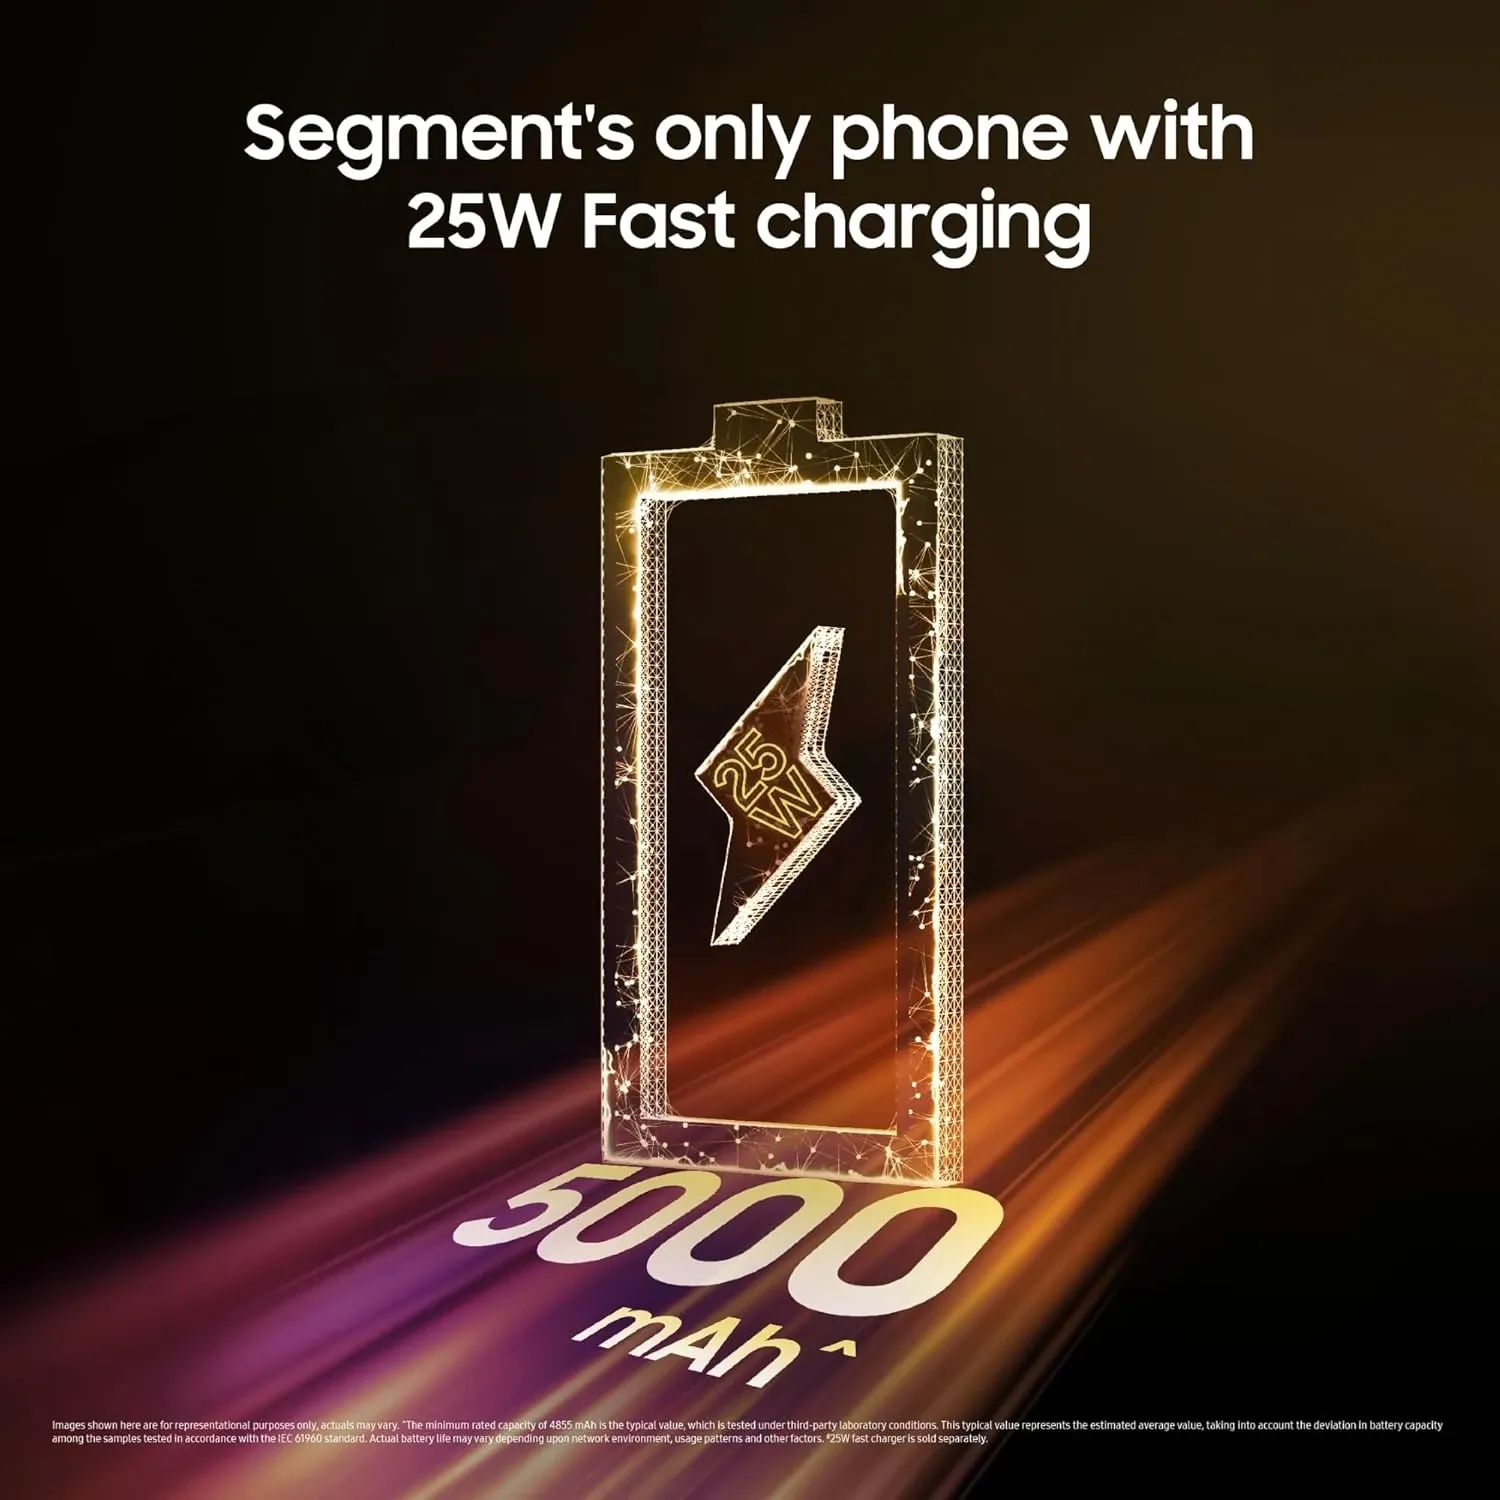 Segment's only phone with
25W Fast charging
25
W
5000
mAh^
Images shown here are for representational purposes only, actuals may vary. ^The minimum rated capacity of 4855 mAh is the typical value, which is tested under third-party laboratory conditions. This typical value represents the estimated average value, taking into account the deviation in battery capacity
among the samples tested in accordance with the IEC 61960 standard. Actual battery life may vary depending upon network environment, usage patterns and other factors. #25W fast charger is sold separately.